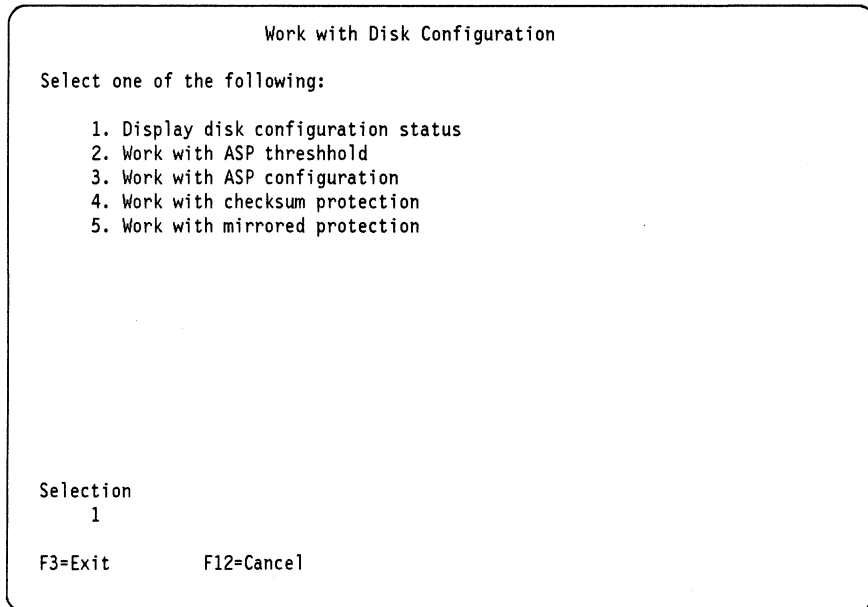 Work with Disk Configuration
Select one of the following:
1. Display disk configuration status
2. Work with ASP threshhold
3. Work with ASP configuration
4. Work with checksum protection
5. Work with mirrored protection
Selection
1
F3=Exit F12=Cancel